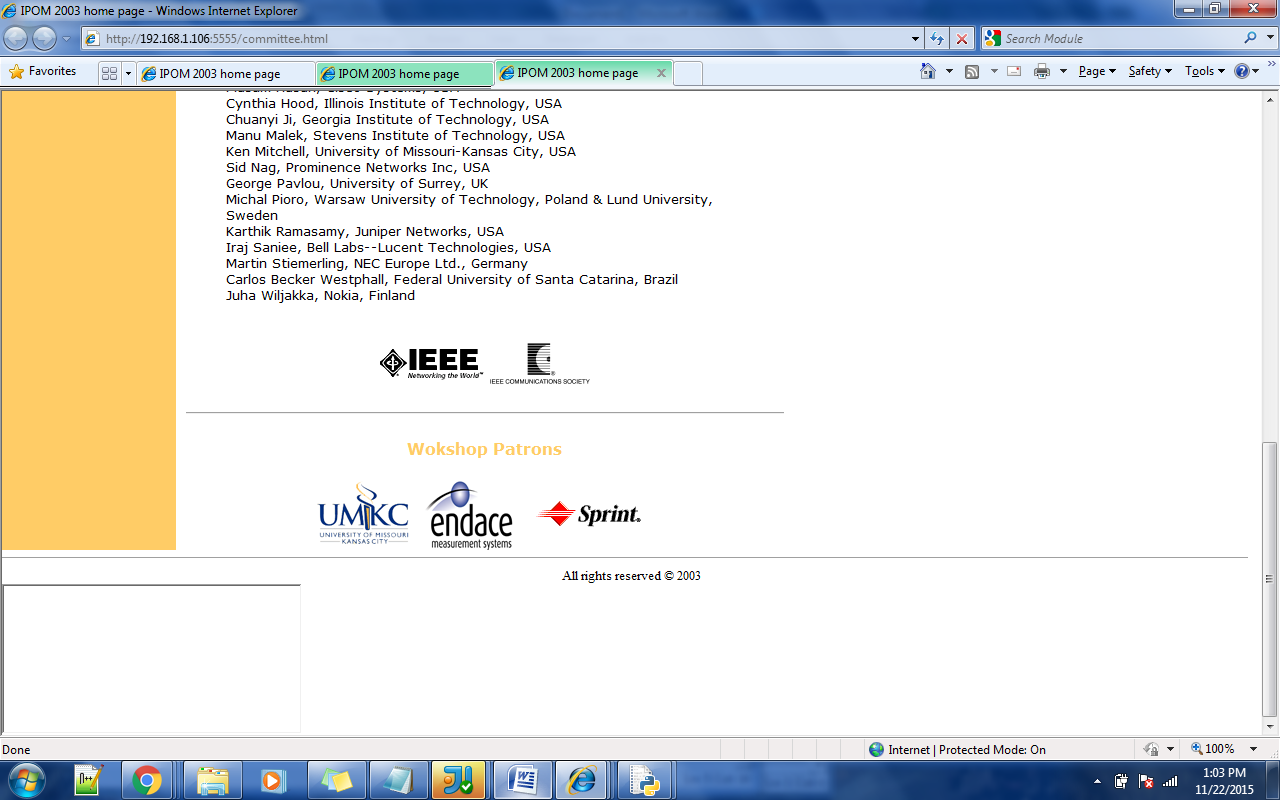 IPOM 2003 home page - Windows Internet Explorer
http://192.168.1.106:5555/committee.html
Search Module
Favorites
IPOM 2003 home page
IPOM 2003 home page
IPOM 2003 home page
Page
Safety
Tools
Cynthia Hood, Illinois Institute of Technology, USA
Chuanyi Ji, Georgia Institute of Technology, USA
Manu Malek, Stevens Institute of Technology, USA
Ken Mitchell, University of Missouri-Kansas City, USA
Sid Nag, Prominence Networks Inc, USA
George Pavlou, University of Surrey, UK
Michal Pioro, Warsaw University of Technology, Poland & Lund University,
Sweden
Karthik Ramasamy, Juniper Networks, USA
Iraj Saniee, Bell Labs--Lucent Technologies, USA
Martin Stiemerling, NEC Europe Ltd., Germany
Carlos Becker Westphall, Federal University of Santa Catarina, Brazil
Juha Wiljakka, Nokia, Finland
IEEE
Networking the World™
IEEE COMMUNICATIONS SOCIETY
Wokshop Patrons
UMKC
UNIVERSITY OF MISSOURI
KANSAS CITY
endace
measurement systems
Sprint.
All rights reserved © 2003
Done
Internet | Protected Mode: On
100%
1:03 PM
11/22/2015